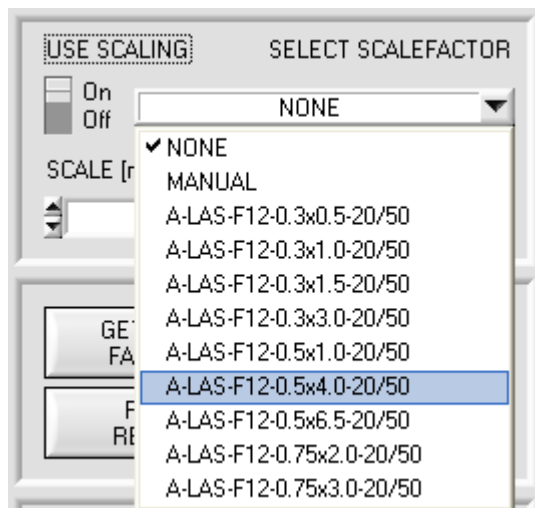 USE SCALING
SELECT SCALEFACTOR
On
Off
NONE
NONE
SCALE [
MANUAL
A-LAS-F12-0.3x0.5-20/50
A-LAS-F12-0.3x1.0-20/50
A-LAS-F12-0.3x1.5-20/50
A-LAS-F12-0.3x3.0-20/50
A-LAS-F12-0.5x1.0-20/50
A-LAS-F12-0.5x4.0-20/50
A-LAS-F12-0.5x6.5-20/50
A-LAS-F12-0.75x2.0-20/50
A-LAS-F12-0.75x3.0-20/50